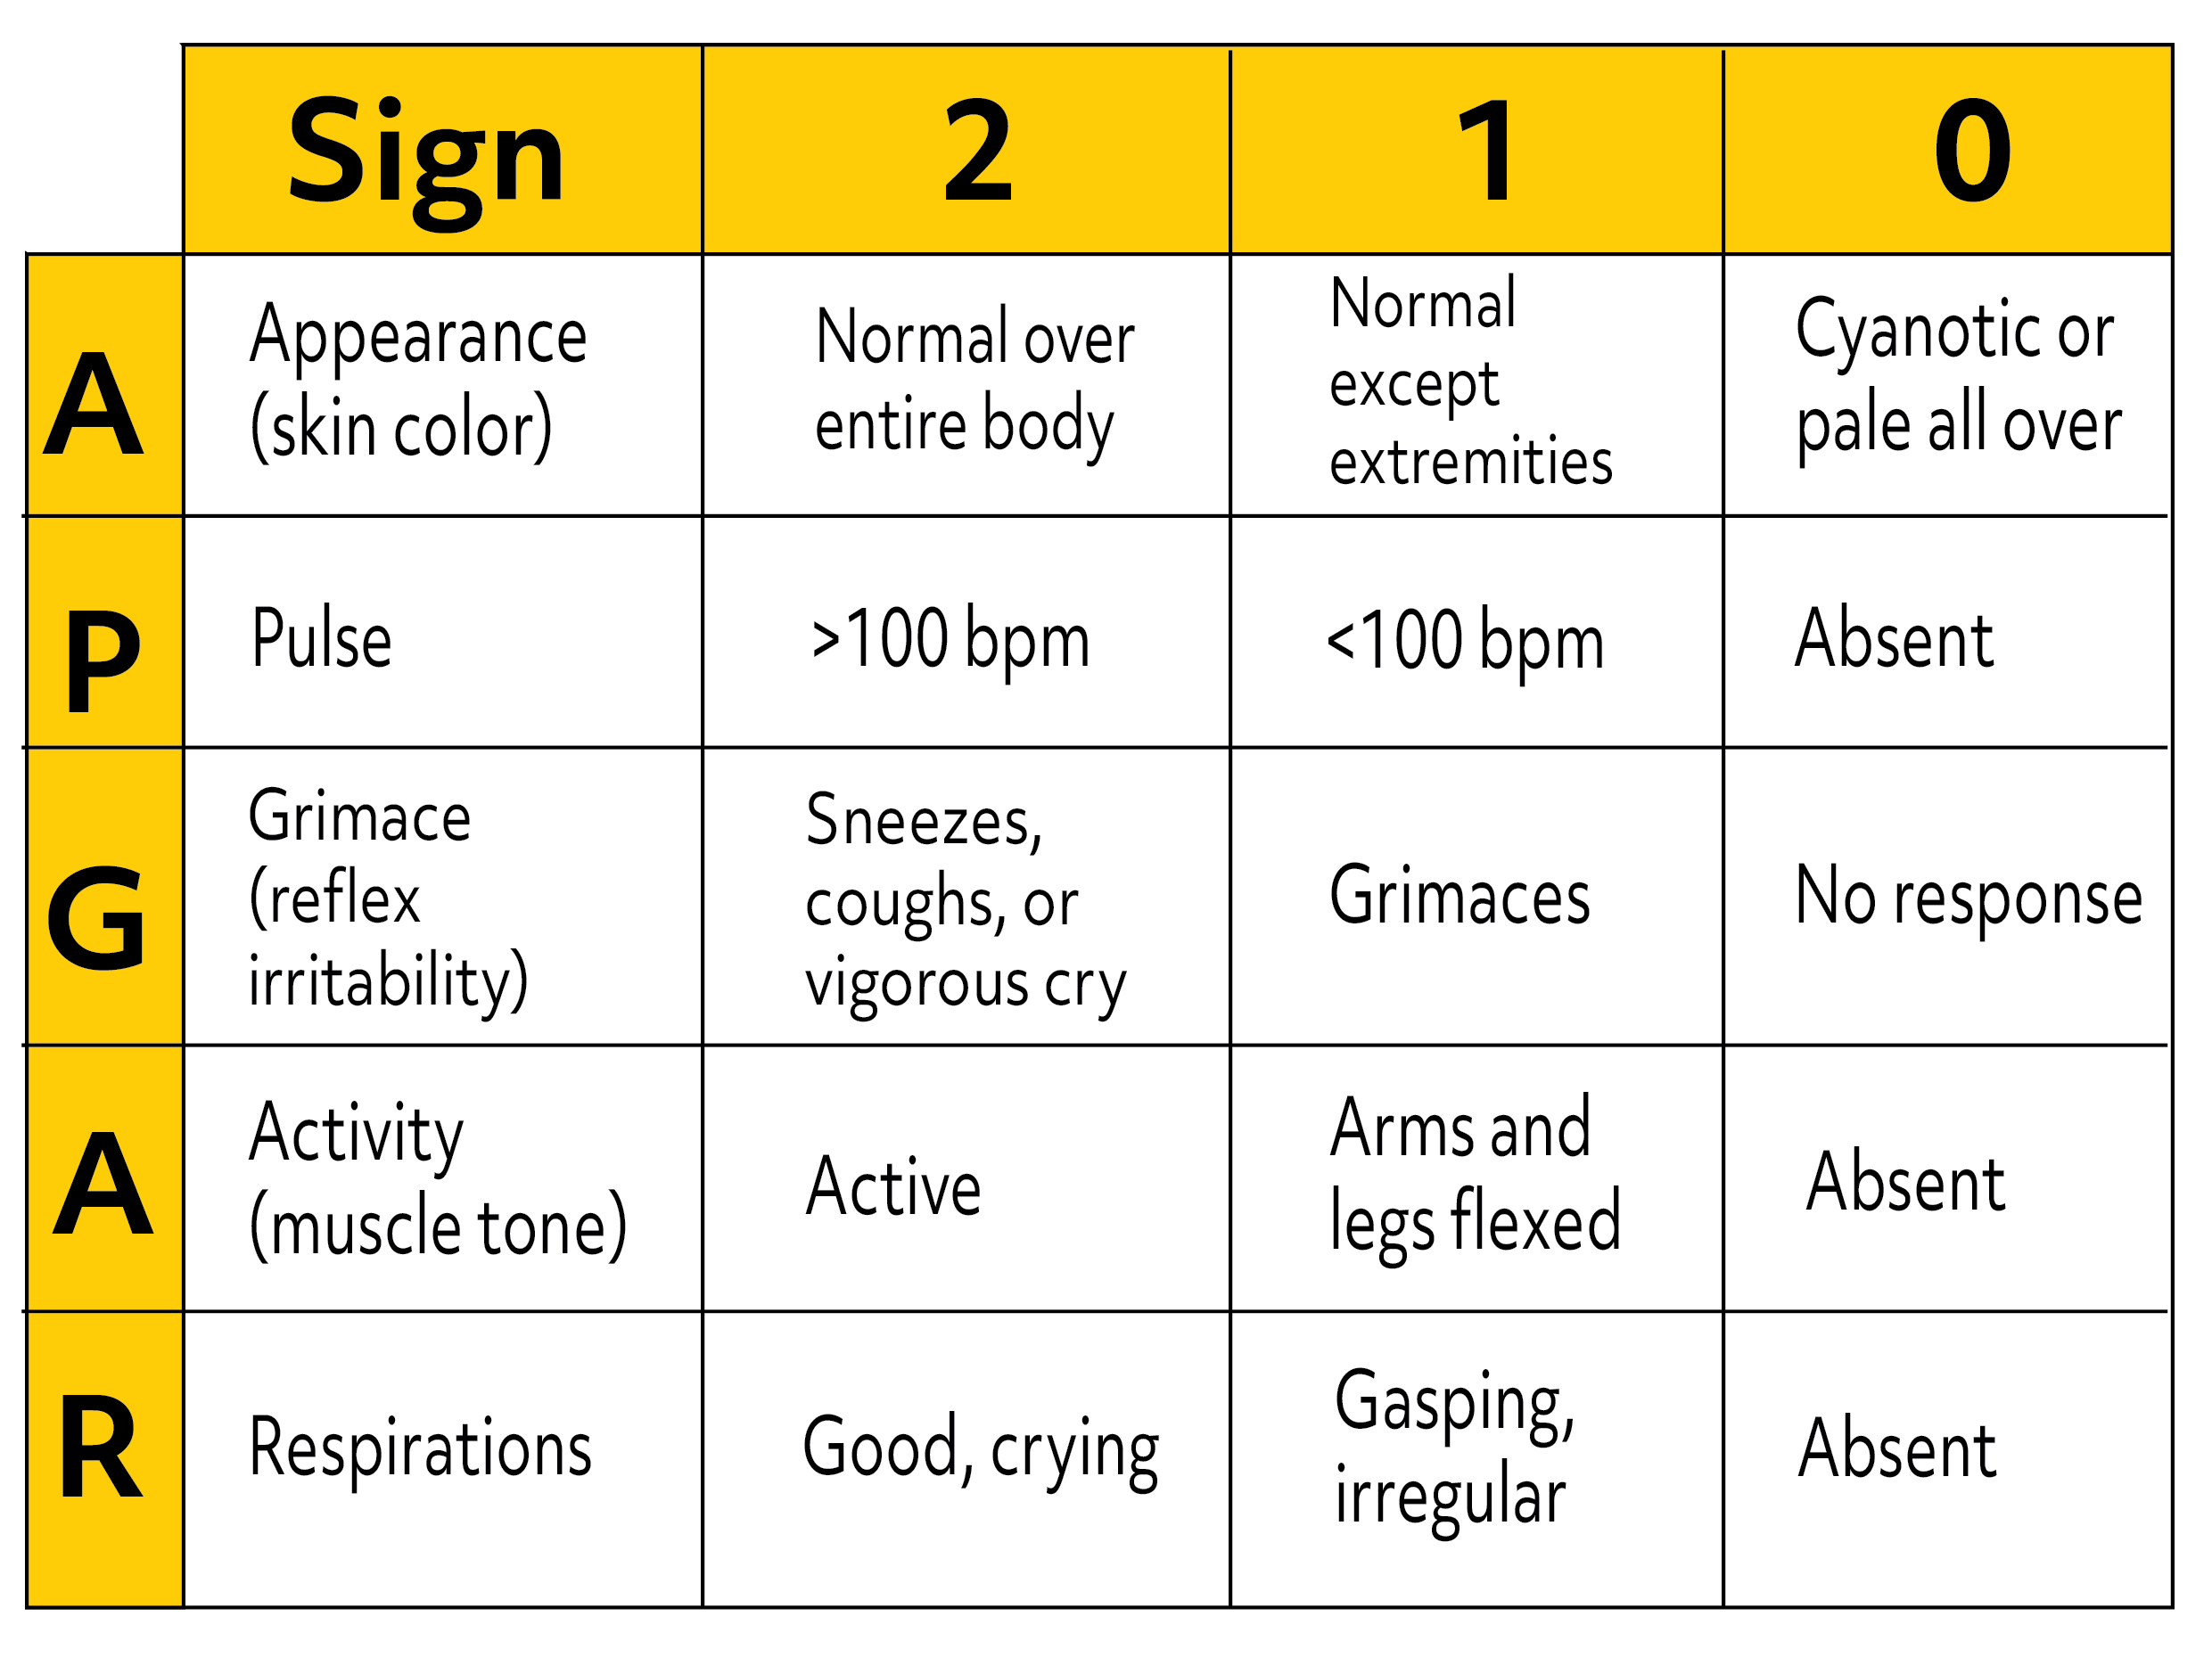 Sign 2 1 0
A
Appearance
(skin color)
Normal over
entire body
Normal
except
extremities
Cyanotic or
pale all over
P
Pulse
>100 bpm
<100 bpm
Absent
G
Grimace
(reflex
irritability)
Sneezes,
coughs, or
vigorous cry
Grimaces
No response
A
Activity
(muscle tone)
Active
Arms and
legs flexed
Absent
R
Respirations
Good, crying
Gasping,
irregular
Absent